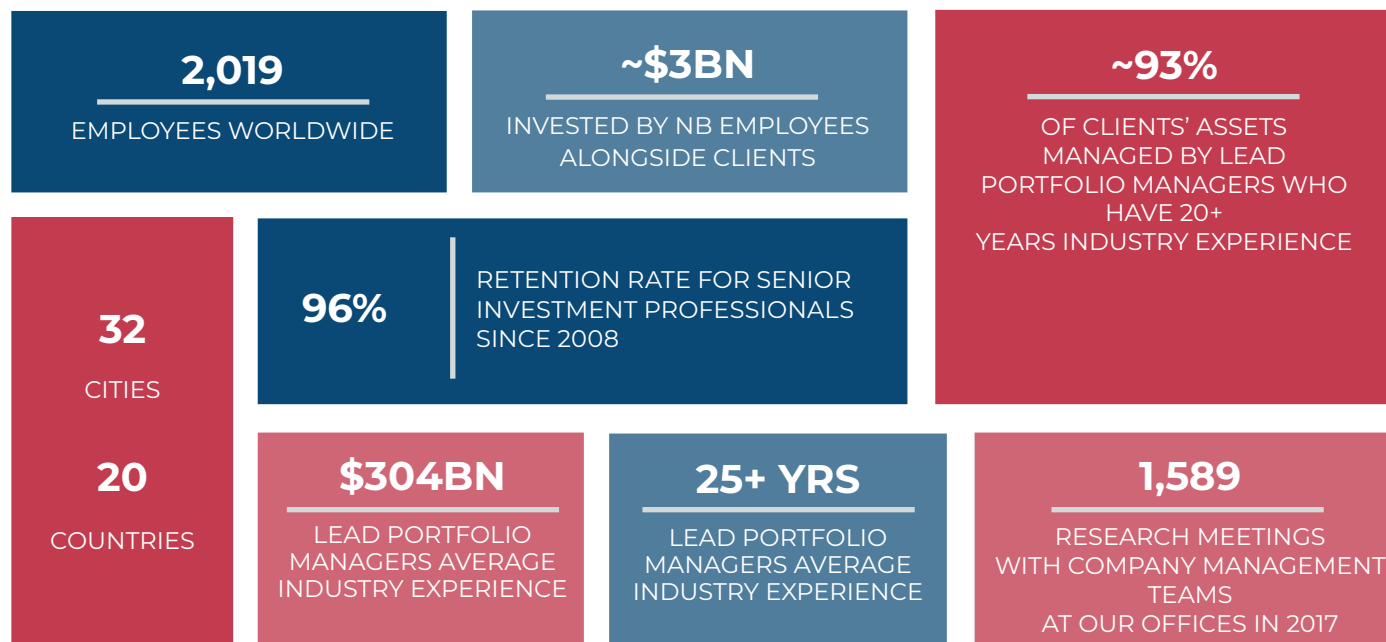 2,019
EMPLOYEES WORLDWIDE
~$3BN
INVESTED BY NB EMPLOYEES
ALONGSIDE CLIENTS
~93%
OF CLIENTS' ASSETS
MANAGED BY LEAD
PORTFOLIO MANAGERS WHO
HAVE 20+
YEARS INDUSTRY EXPERIENCE
32
CITIES
20
COUNTRIES
96%
RETENTION RATE FOR SENIOR
INVESTMENT PROFESSIONALS
SINCE 2008
$304BN
LEAD PORTFOLIO
MANAGERS AVERAGE
INDUSTRY EXPERIENCE
25+ YRS
LEAD PORTFOLIO
MANAGERS AVERAGE
INDUSTRY EXPERIENCE
1,589
RESEARCH MEETINGS
WITH COMPANY MANAGEMENT
TEAMS
AT OUR OFFICES IN 2017